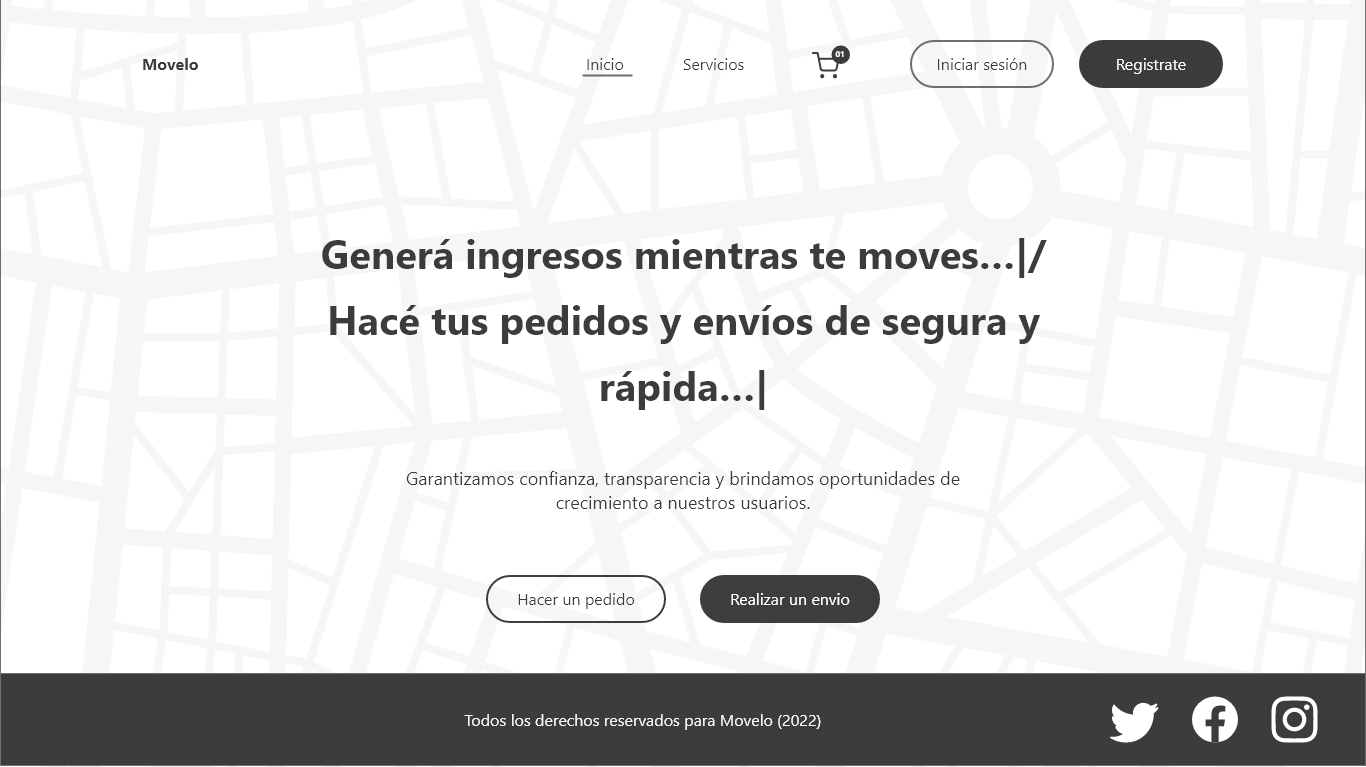 Movelo
Inicio
Servicios
01
Iniciar sesión
Registrate
Generá ingresos mientras te moves...|/
Hacé tus pedidos y envíos de segura y
rápida...|
Garantizamos confianza, transparencia y brindamos oportunidades de
crecimiento a nuestros usuarios.
Hacer un pedido
Realizar un envio
Todos los derechos reservados para Movelo (2022)